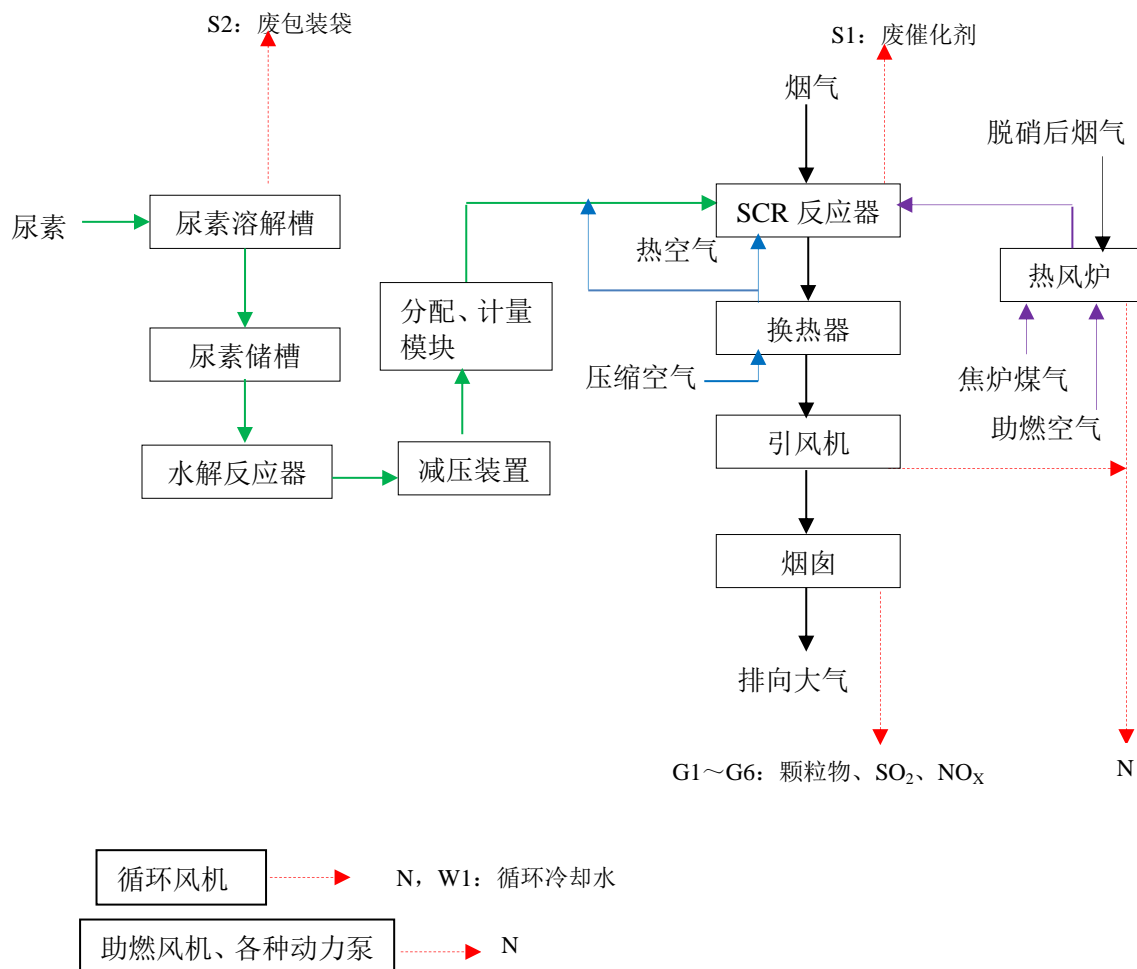 S2：废包装袋
S1：废催化剂
烟气
脱硝后烟气
尿素
尿素溶解槽
SCR 反应器
热空气
热风炉
分配、计量
模块
尿素储槽
换热器
压缩空气
焦炉煤气
助燃空气
引风机
水解反应器
减压装置
烟囱
排向大气
G1～G6：颗粒物、SO₂、NOₓ
N
循环风机
N，W1：循环冷却水
助燃风机、各种动力泵
N